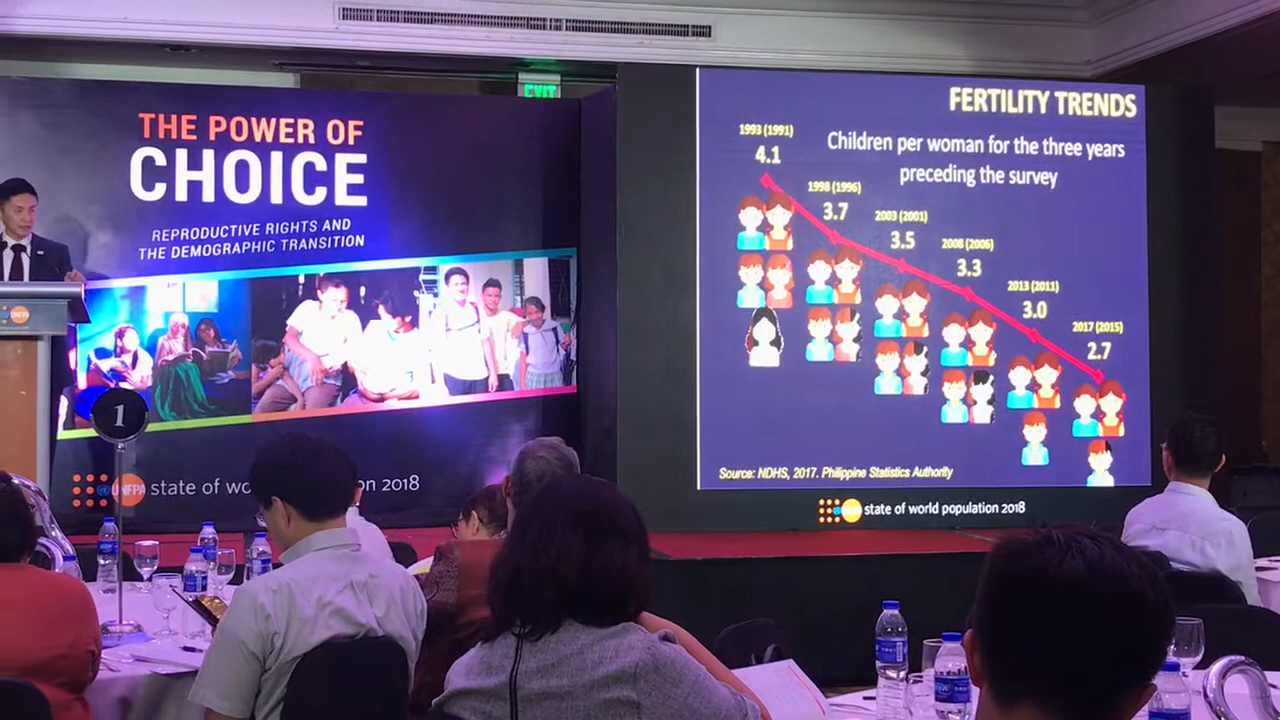 EXIT
THE POWER OF
CHOICE
REPRODUCTIVE RIGHTS AND
THE DEMOGRAPHIC TRANSITION
UNFPA
1
UNFPA state of wo on 2018
FERTILITY TRENDS
Children per woman for the three years
preceding the survey
1993 (1991)
4.1
1998 (1996)
3.7
2003 (2001)
3.5
2008 (2006)
3.3
2013 (2011)
3.0
2017 (2015)
2.7
Source: NDHS, 2017. Philippine Statistics Authority
state of world population 2018